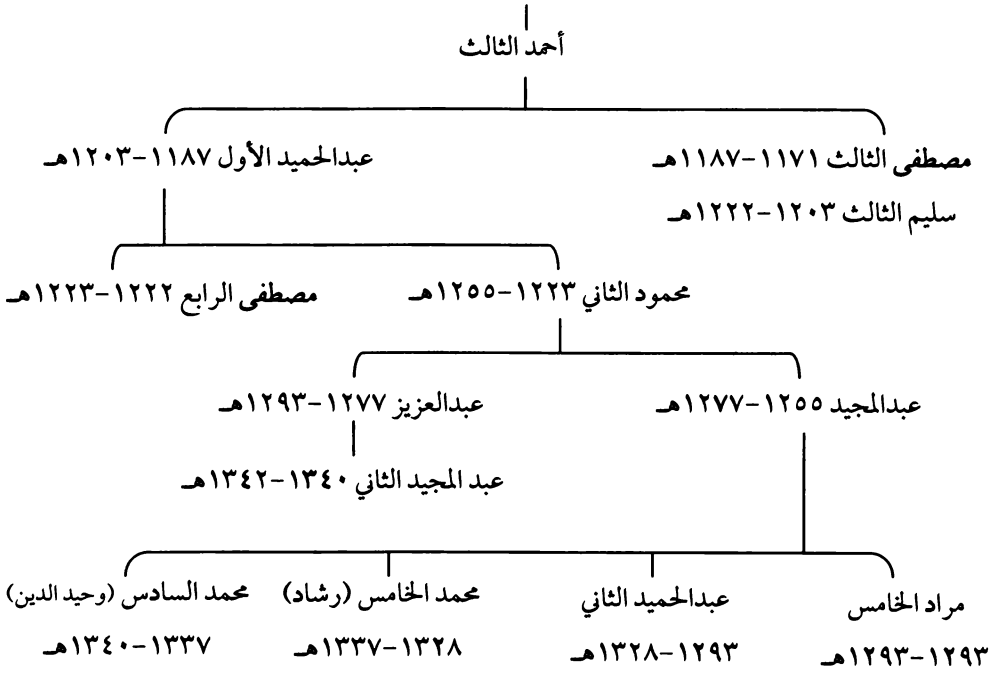 أحمد الثالث
مصطفى الثالث ١١٧١-١١٨٧هـ
عبدالحميد الأول ١١٨٧-١٢٠٣هـ
سليم الثالث ١٢٠٣-١٢٢٢هـ
محمود الثاني ١٢٢٣-١٢٥٥هـ
مصطفى الرابع ١٢٢٢-١٢٢٣هـ
عبدالمجيد ١٢٥٥-١٢٧٧هـ
عبدالعزيز ١٢٧٧-١٢٩٣هـ
عبد المجيد الثاني ١٣٤٠-١٣٤٢هـ
مراد الخامس
١٢٩٣-١٢٩٣هـ
عبدالحميد الثاني
١٢٩٣-١٣٢٨هـ
محمد الخامس (رشاد)
١٣٢٨-١٣٣٧هـ
محمد السادس (وحيد الدين)
١٣٣٧-١٣٤٠هـ